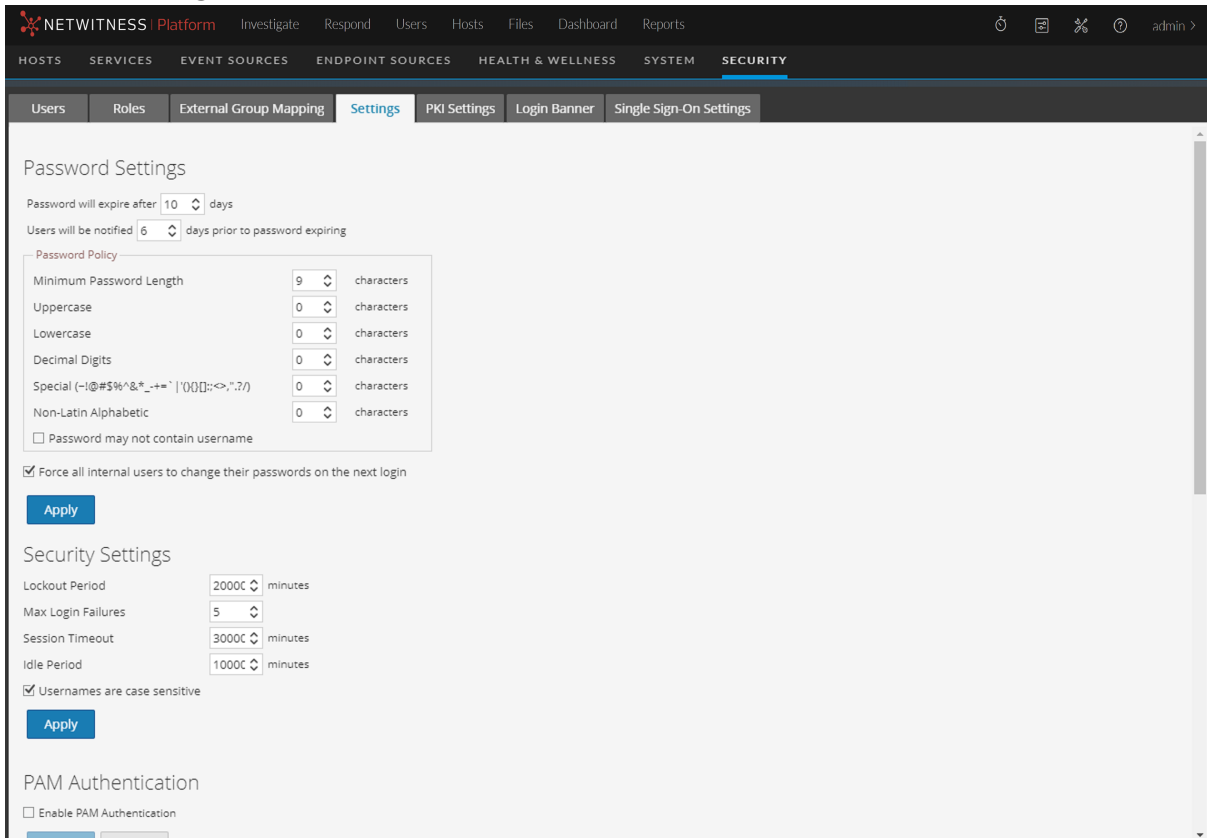 NETWITNESS | Platform Investigate Respond Users Hosts Files Dashboard Reports admin >
HOSTS SERVICES EVENT SOURCES ENDPOINT SOURCES HEALTH & WELLNESS SYSTEM SECURITY
Users Roles External Group Mapping Settings PKI Settings Login Banner Single Sign-On Settings
Password Settings
Password will expire after 10 days
Users will be notified 6 days prior to password expiring
Password Policy
Minimum Password Length 9 characters
Uppercase 0 characters
Lowercase 0 characters
Decimal Digits 0 characters
Special (~!@#$%^&*_-+=`|'(){}[]:;<>,".?/) 0 characters
Non-Latin Alphabetic 0 characters
Password may not contain username
Force all internal users to change their passwords on the next login
Apply
Security Settings
Lockout Period 2000 minutes
Max Login Failures 5
Session Timeout 3000 minutes
Idle Period 1000 minutes
Usernames are case sensitive
Apply
PAM Authentication
Enable PAM Authentication